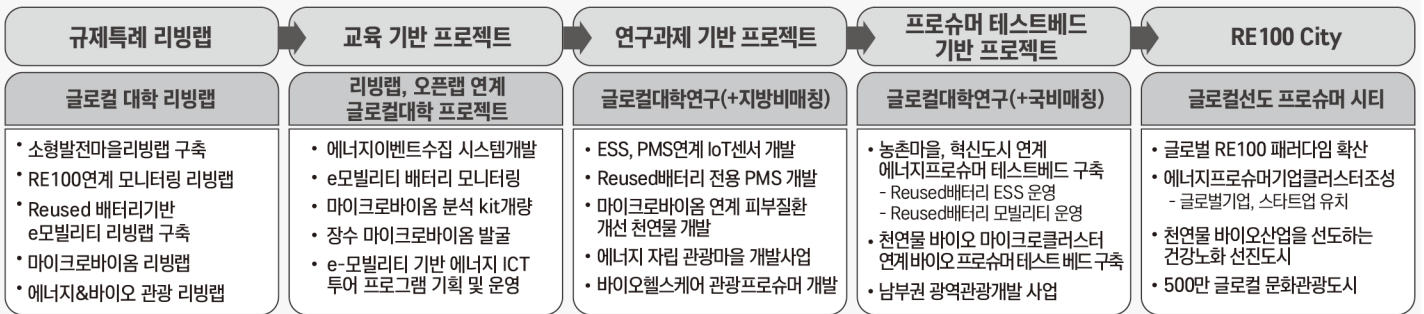 규제특례 리빙랩
글로컬 대학 리빙랩
• 소형발전마을리빙랩 구축
• RE100연계 모니터링 리빙랩
• Reused 배터리기반
e모빌리티 리빙랩 구축
• 마이크로바이옴 리빙랩
• 에너지&바이오 관광 리빙랩
교육 기반 프로젝트
리빙랩, 오픈랩 연계
글로컬대학 프로젝트
• 에너지이벤트수집 시스템개발
• e모빌리티 배터리 모니터링
• 마이크로바이옴 분석 kit개량
• 장수 마이크로바이옴 발굴
• e-모빌리티 기반 에너지 ICT
투어 프로그램 기획 및 운영
연구과제 기반 프로젝트
글로컬대학연구(+지방비매칭)
• ESS, PMS연계 IoT센서 개발
• Reused배터리 전용 PMS 개발
• 마이크로바이옴 연계 피부질환
개선 천연물 개발
• 에너지 자립 관광마을 개발사업
• 바이오헬스케어 관광프로슈머 개발
프로슈머 테스트베드
기반 프로젝트
글로컬대학연구(+국비매칭)
• 농촌마을, 혁신도시 연계
에너지프로슈머 테스트베드 구축
- Reused배터리 ESS 운영
- Reused배터리 모빌리티 운영
• 천연물 바이오 마이크로클러스터
연계 바이오 프로슈머 테스트 베드 구축
• 남부권 광역관광개발 사업
RE100 City
글로컬선도 프로슈머 시티
• 글로벌 RE100 패러다임 확산
• 에너지프로슈머기업클러스터조성
- 글로벌기업, 스타트업 유치
• 천연물 바이오산업을 선도하는
건강노화 선진도시
• 500만 글로컬 문화관광도시